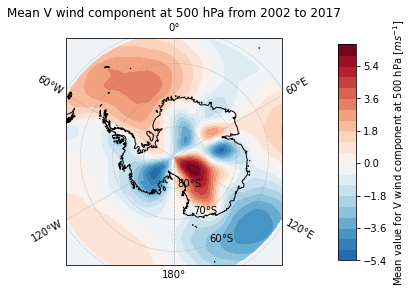 Mean V wind component at 500 hPa from 2002 to 2017
0°
60°W
60°E
80°S
70°S
60°S
120°W
120°E
180°
5.4
3.6
1.8
0.0
−1.8
−3.6
−5.4
Mean value for V wind component at 500 hPa [ms⁻¹]